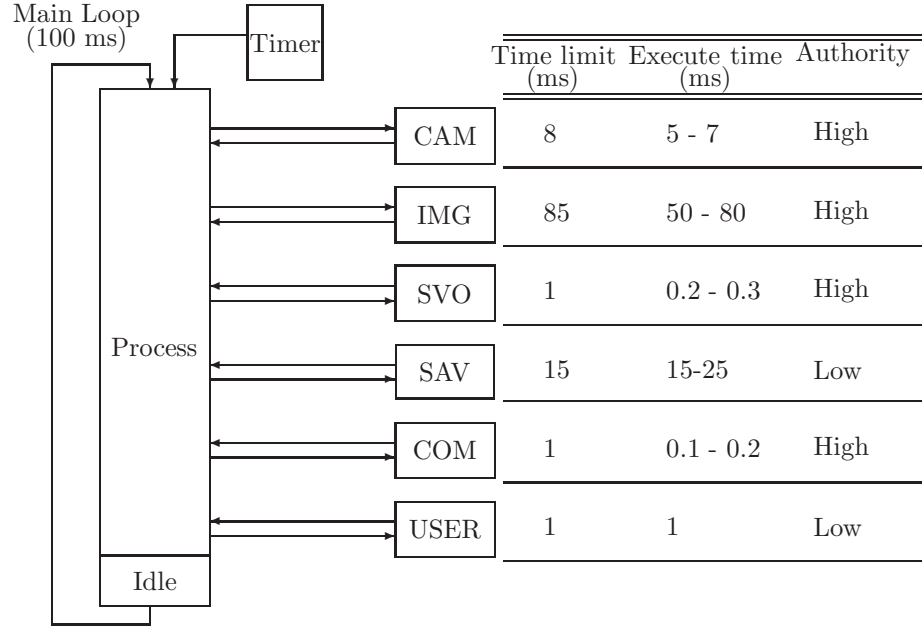 Main Loop
(100 ms)
Timer
Time limit Execute time Authority
(ms) (ms)
CAM 8 5 - 7 High
IMG 85 50 - 80 High
SVO 1 0.2 - 0.3 High
Process
SAV 15 15-25 Low
COM 1 0.1 - 0.2 High
USER 1 1 Low
Idle